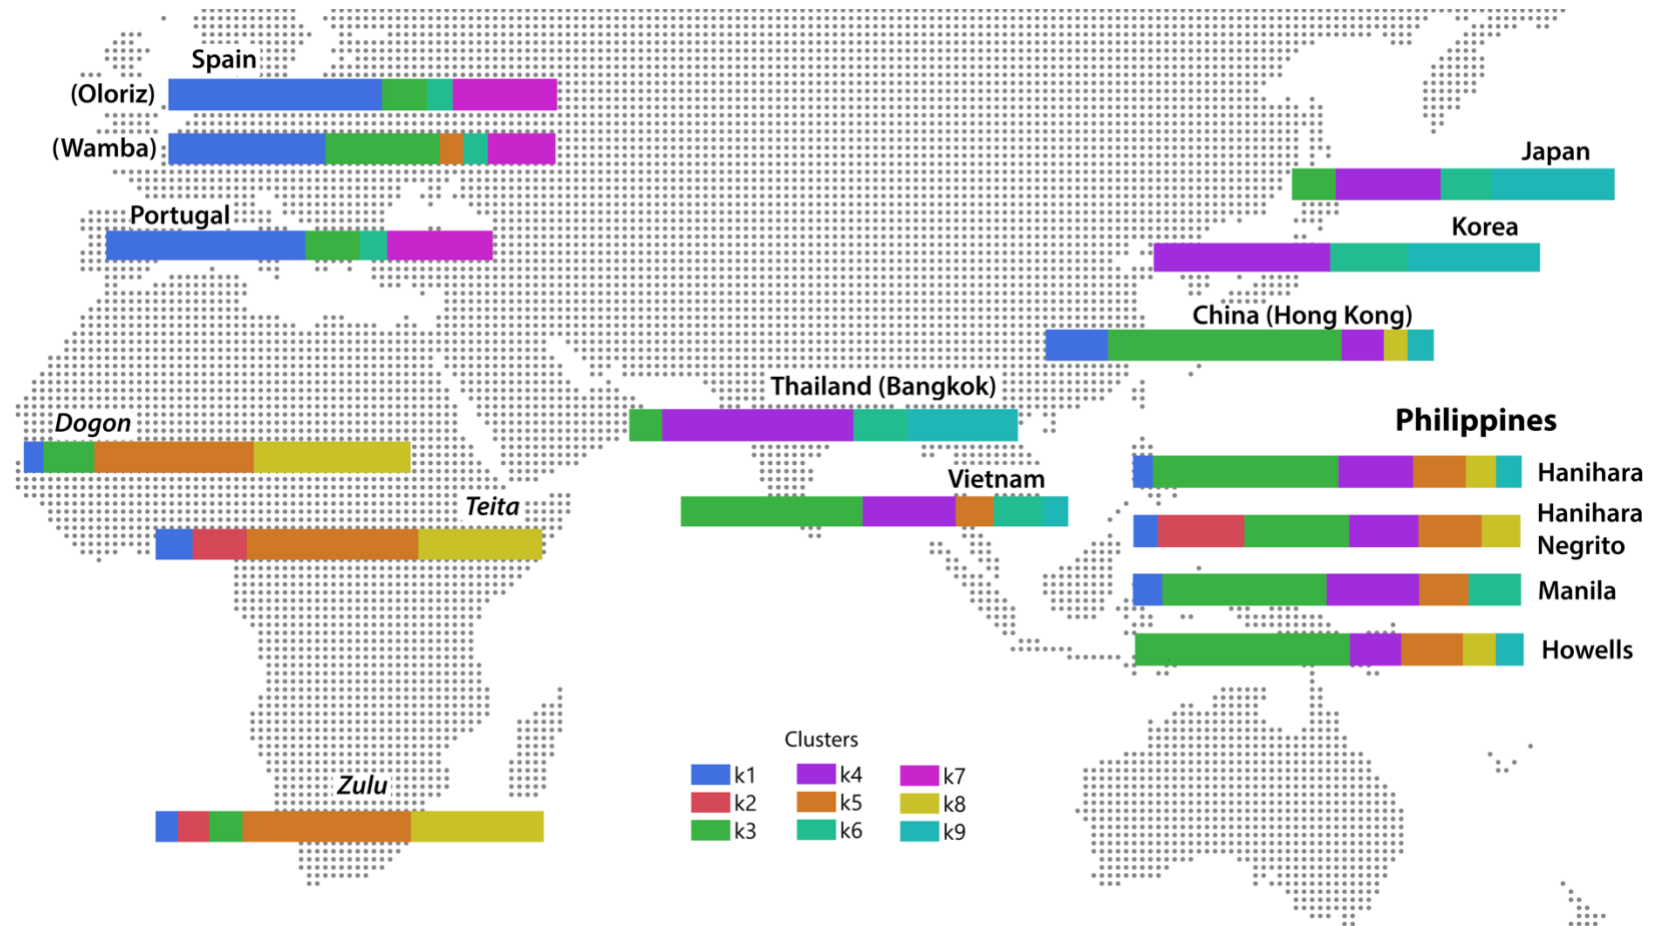 Spain
(Oloriz)
(Wamba)
Portugal
Japan
Korea
China (Hong Kong)
Thailand (Bangkok)
Vietnam
Dogon
Teita
Zulu
Philippines
Hanihara
Hanihara
Negrito
Manila
Howells
Clusters
k1 k4 k7
k2 k5 k8
k3 k6 k9